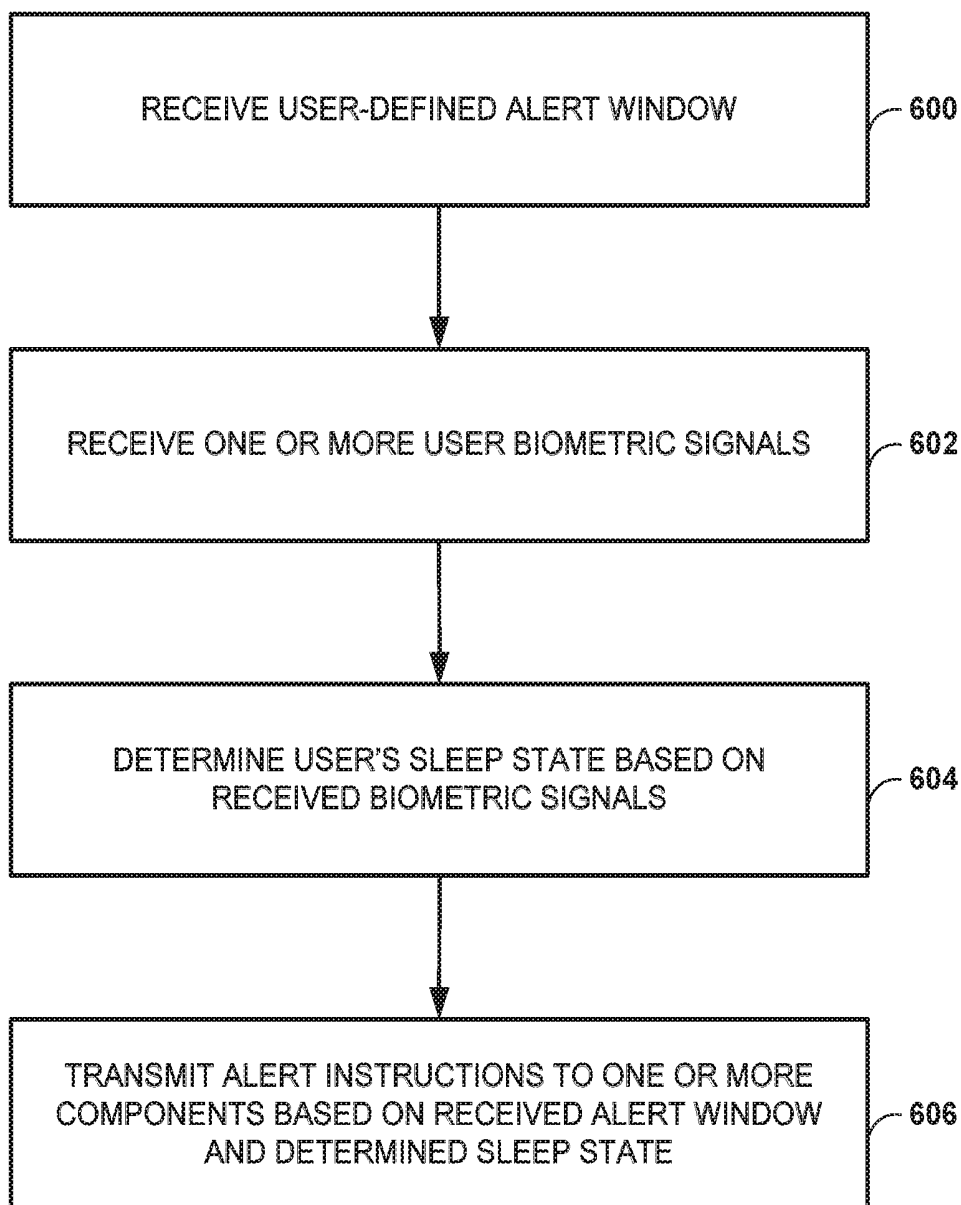 RECEIVE USER-DEFINED ALERT WINDOW
600
RECEIVE ONE OR MORE USER BIOMETRIC SIGNALS
602
DETERMINE USER'S SLEEP STATE BASED ON
RECEIVED BIOMETRIC SIGNALS
604
TRANSMIT ALERT INSTRUCTIONS TO ONE OR MORE
COMPONENTS BASED ON RECEIVED ALERT WINDOW
AND DETERMINED SLEEP STATE
606